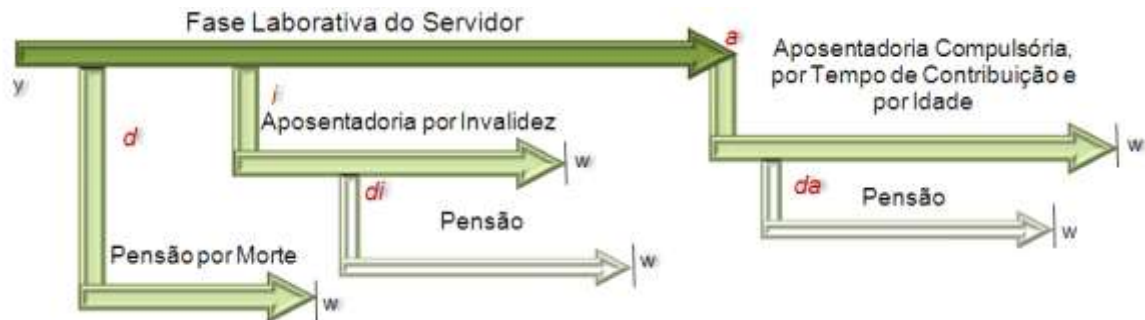 Fase Laborativa do Servidor
a
Aposentadoria Compulsória,
por Tempo de Contribuição e
por Idade
y
i
d
Aposentadoria por Invalidez
w
w
di
da
Pensão
Pensão
w
Pensão por Morte
w
w